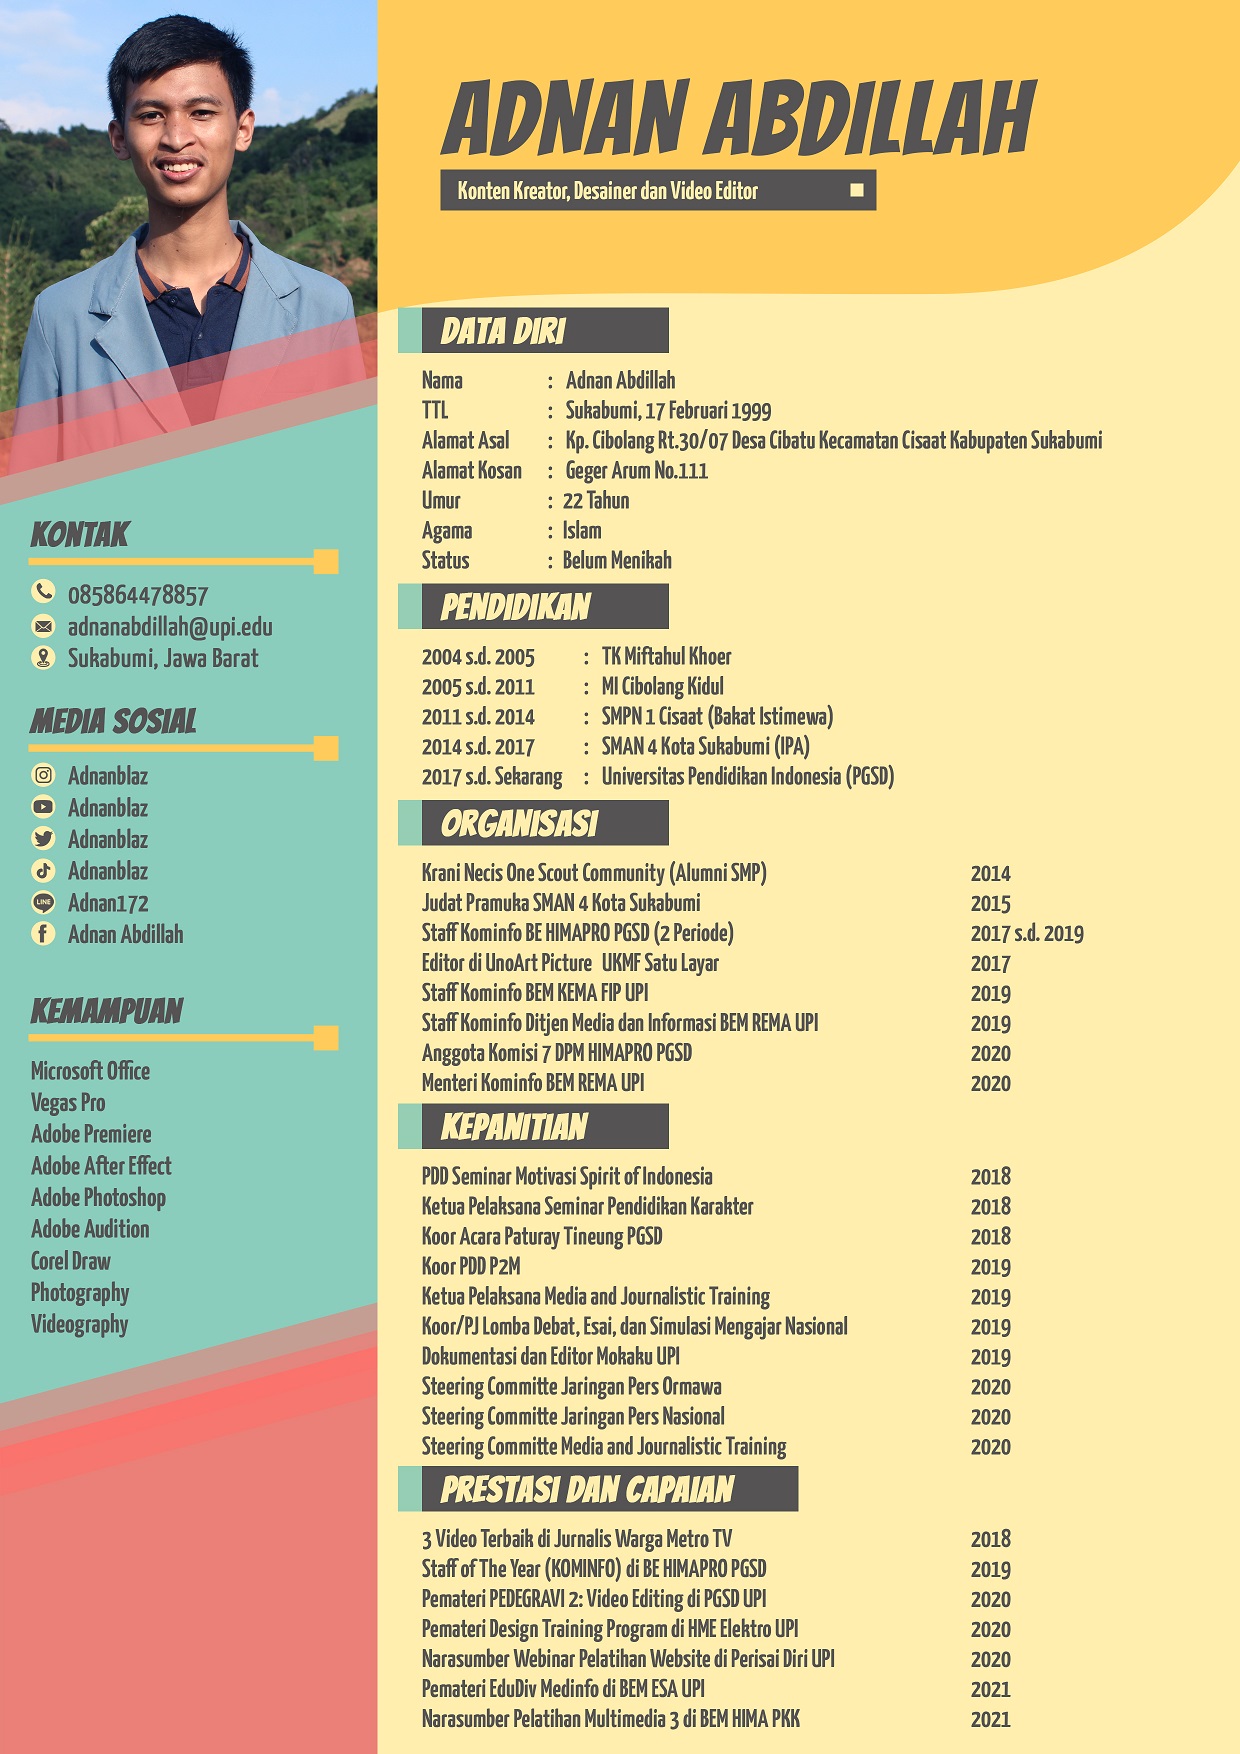 ADNAN ABDILLAH
Konten Kreator, Desainer dan Video Editor
KONTAK
085864478857
adnanabdillah@upi.edu
Sukabumi, Jawa Barat
MEDIA SOSIAL
Adnanblaz
Adnanblaz
Adnanblaz
Adnanblaz
LINE Adnan172
Adnan Abdillah
KEMAMPUAN
Microsoft Office
Vegas Pro
Adobe Premiere
Adobe After Effect
Adobe Photoshop
Adobe Audition
Corel Draw
Photography
Videography
DATA DIRI
Nama : Adnan Abdillah
TTL : Sukabumi, 17 Februari 1999
Alamat Asal : Kp. Cibolang Rt.30/07 Desa Cibatu Kecamatan Cisaat Kabupaten Sukabumi
Alamat Kosan : Geger Arum No.111
Umur : 22 Tahun
Agama : Islam
Status : Belum Menikah
PENDIDIKAN
2004 s.d. 2005 : TK Miftahul Khoer
2005 s.d. 2011 : MI Cibolang Kidul
2011 s.d. 2014 : SMPN 1 Cisaat (Bakat Istimewa)
2014 s.d. 2017 : SMAN 4 Kota Sukabumi (IPA)
2017 s.d. Sekarang : Universitas Pendidikan Indonesia (PGSD)
ORGANISASI
Krani Necis One Scout Community (Alumni SMP) 2014
Judat Pramuka SMAN 4 Kota Sukabumi 2015
Staff Kominfo BE HIMAPRO PGSD (2 Periode) 2017 s.d. 2019
Editor di UnoArt Picture UKMF Satu Layar 2017
Staff Kominfo BEM KEMA FIP UPI 2019
Staff Kominfo Ditjen Media dan Informasi BEM REMA UPI 2019
Anggota Komisi 7 DPM HIMAPRO PGSD 2020
Menteri Kominfo BEM REMA UPI 2020
KEPANITIAN
PDD Seminar Motivasi Spirit of Indonesia 2018
Ketua Pelaksana Seminar Pendidikan Karakter 2018
Koor Acara Paturay Tineung PGSD 2018
Koor PDD P2M 2019
Ketua Pelaksana Media and Journalistic Training 2019
Koor/PJ Lomba Debat, Esai, dan Simulasi Mengajar Nasional 2019
Dokumentasi dan Editor Mokaku UPI 2019
Steering Committe Jaringan Pers Ormawa 2020
Steering Committe Jaringan Pers Nasional 2020
Steering Committe Media and Journalistic Training 2020
PRESTASI DAN CAPAIAN
3 Video Terbaik di Jurnalis Warga Metro TV 2018
Staff of The Year (KOMINFO) di BE HIMAPRO PGSD 2019
Pemateri PEDEGRAVI 2: Video Editing di PGSD UPI 2020
Pemateri Design Training Program di HME Elektro UPI 2020
Narasumber Webinar Pelatihan Website di Perisai Diri UPI 2020
Pemateri EduDiv Medinfo di BEM ESA UPI 2021
Narasumber Pelatihan Multimedia 3 di BEM HIMA PKK 2021